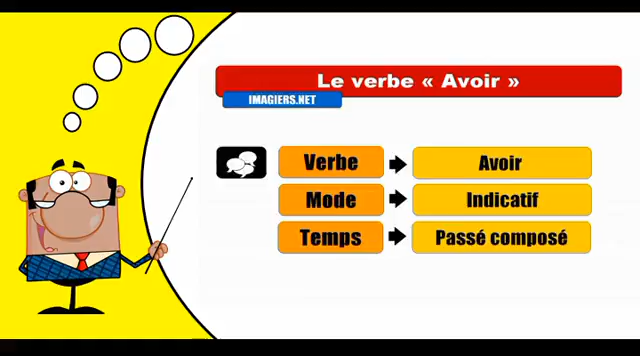 Le verbe « Avoir »
IMAGIERS.NET
Verbe Avoir
Mode Indicatif
Temps Passé composé